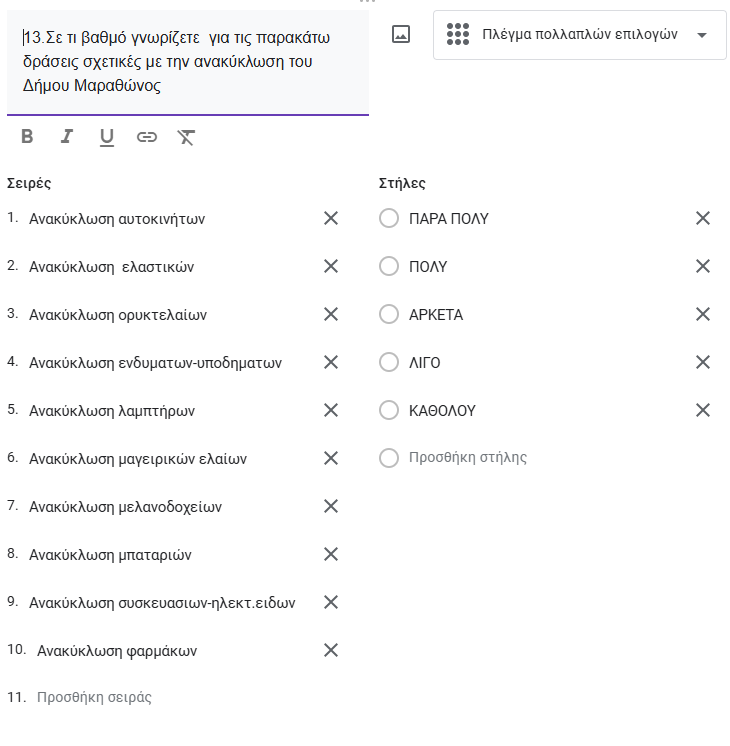 13.Σε τι βαθμό γνωρίζετε  για τις παρακάτω
δράσεις σχετικές με την ανακύκλωση του
Δήμου Μαραθώνος
Πλέγμα πολλαπλών επιλογών
B I U
Σειρές
1. Ανακύκλωση αυτοκινήτων
2. Ανακύκλωση  ελαστικών
3. Ανακύκλωση ορυκτελαίων
4. Ανακύκλωση ενδυματων-υποδηματων
5. Ανακύκλωση λαμπτήρων
6. Ανακύκλωση μαγειρικών ελαίων
7. Ανακύκλωση μελανοδοχείων
8. Ανακύκλωση μπαταριών
9. Ανακύκλωση συσκευασιων-ηλεκτ.ειδων
10. Ανακύκλωση φαρμάκων
11. Προσθήκη σειράς
Στήλες
ΠΑΡΑ ΠΟΛΥ
ΠΟΛΥ
ΑΡΚΕΤΑ
ΛΙΓΟ
ΚΑΘΟΛΟΥ
Προσθήκη στήλης